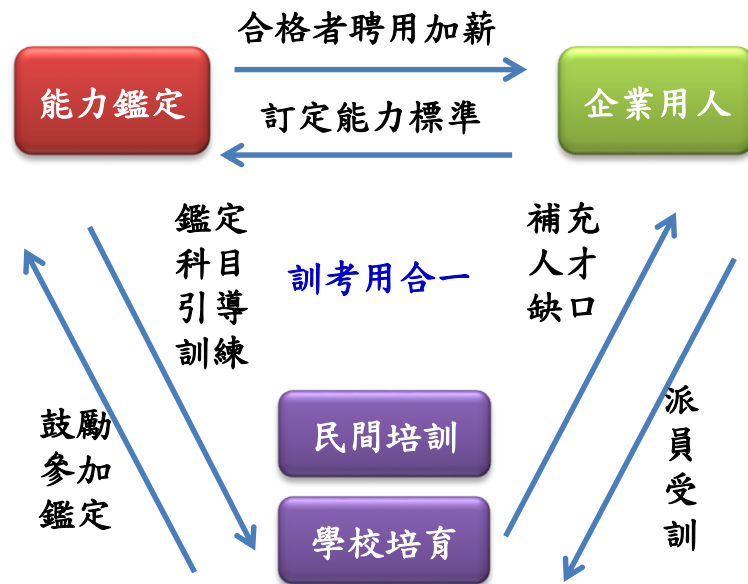 合格者聘用加薪
能力鑑定
企業用人
訂定能力標準
鑑定
科目
引導
訓練
訓考用合一
補充
人才
缺口
鼓勵
參加
鑑定
民間培訓
學校培育
派
員
受
訓